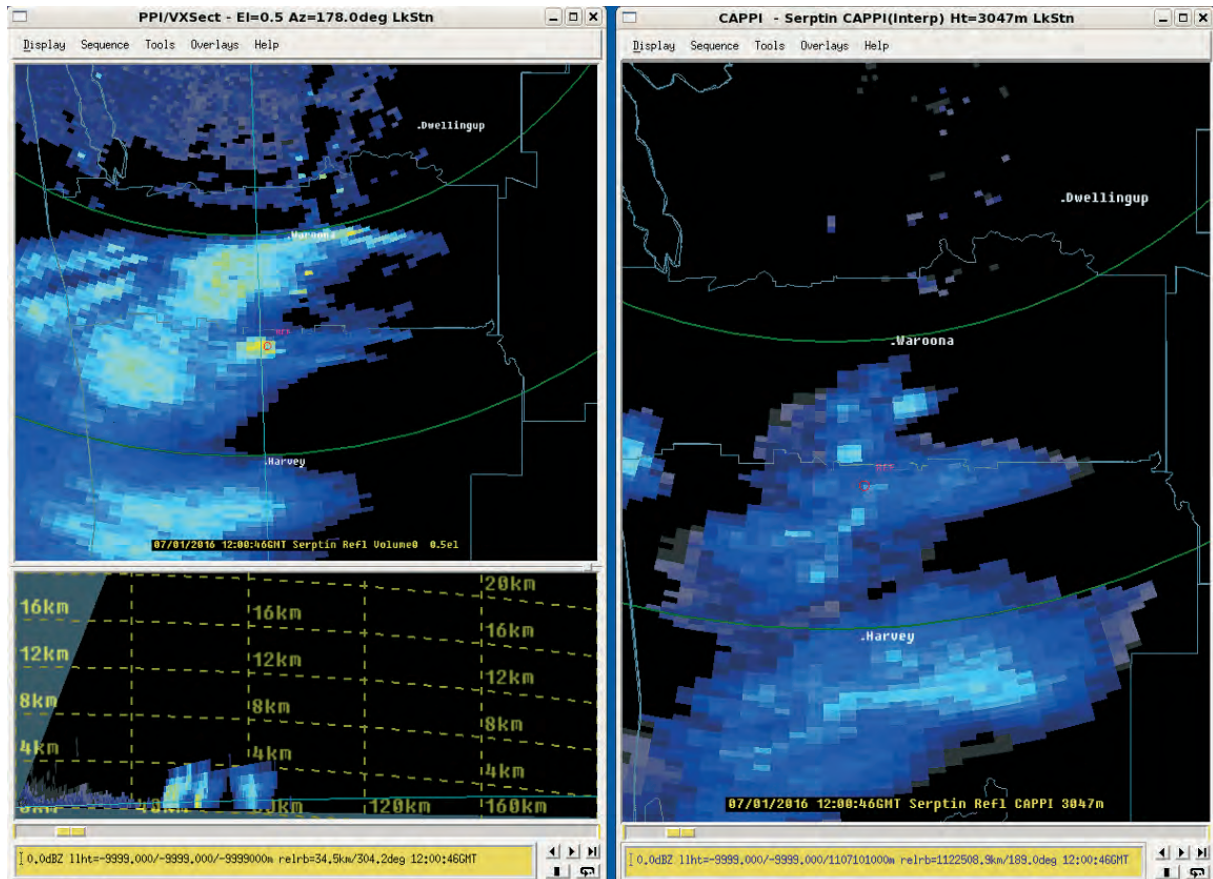 PPI/VXSect - El=0.5 Az=178.0deg LkStn
Display Sequence Tools Overlays Help
.Dwellingup
.Waroona
.Harvey
07/01/2016 12:00:46GMT Serptin Refl Volume0 0.5el
20km
16km
16km
16km
12km
12km
12km
8km
8km
8km
4km
4km
4km
120km
160km
0.0dBZ llht=-9999.000/-9999.000/-9999000m relrb=34.5km/304.2deg 12:00:46GMT
CAPPI - Serptin CAPPI(Interp) Ht=3047m LkStn
Display Sequence Tools Overlays Help
.Dwellingup
.Waroona
.Harvey
07/01/2016 12:00:46GMT Serptin Refl CAPPI 3047m
0.0dBZ llht=-9999.000/-9999.000/1107101000m relrb=1122508.9km/189.0deg 12:00:46GMT